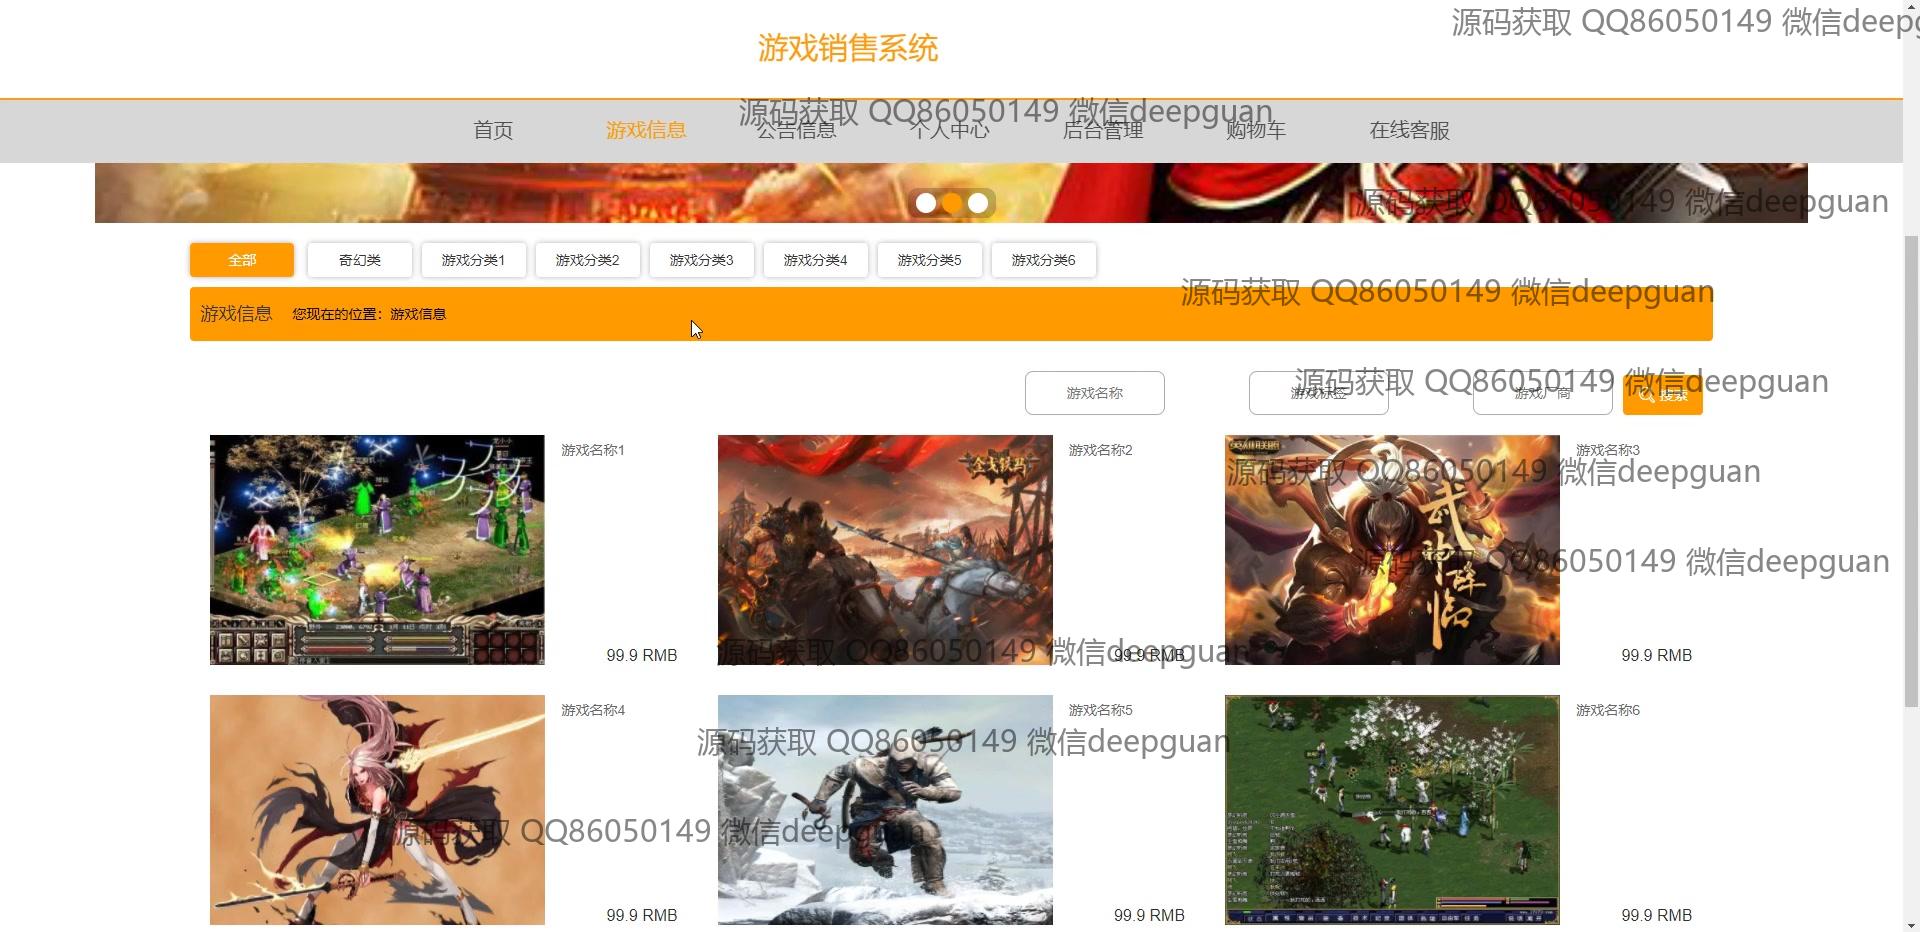 源码获取 QQ86050149 微信deepg
游戏销售系统
源码获取 QQ86050149 微信deepguan
首页 游戏信息 公告信息 个人中心 后台管理 购物车 在线客服
源码获取 QQ86050149 微信deepguan
全部 奇幻类 游戏分类1 游戏分类2 游戏分类3 游戏分类4 游戏分类5 游戏分类6
源码获取 QQ86050149 微信deepguan
游戏信息 您现在的位置：游戏信息
源码获取 QQ86050149 微信deepguan
游戏名称 游戏标签 游戏厂商 搜索
游戏名称1 游戏名称2 游戏名称3
源码获取 QQ86050149 微信deepguan
武将降临
源码获取 QQ86050149 微信deepguan
源码获取 QQ86050149 微信deepguan
99.9 RMB 99.9 RMB 99.9 RMB
游戏名称4 游戏名称5 游戏名称6
源码获取 QQ86050149 微信deepguan
源码获取 QQ86050149 微信deepguan
99.9 RMB 99.9 RMB 99.9 RMB